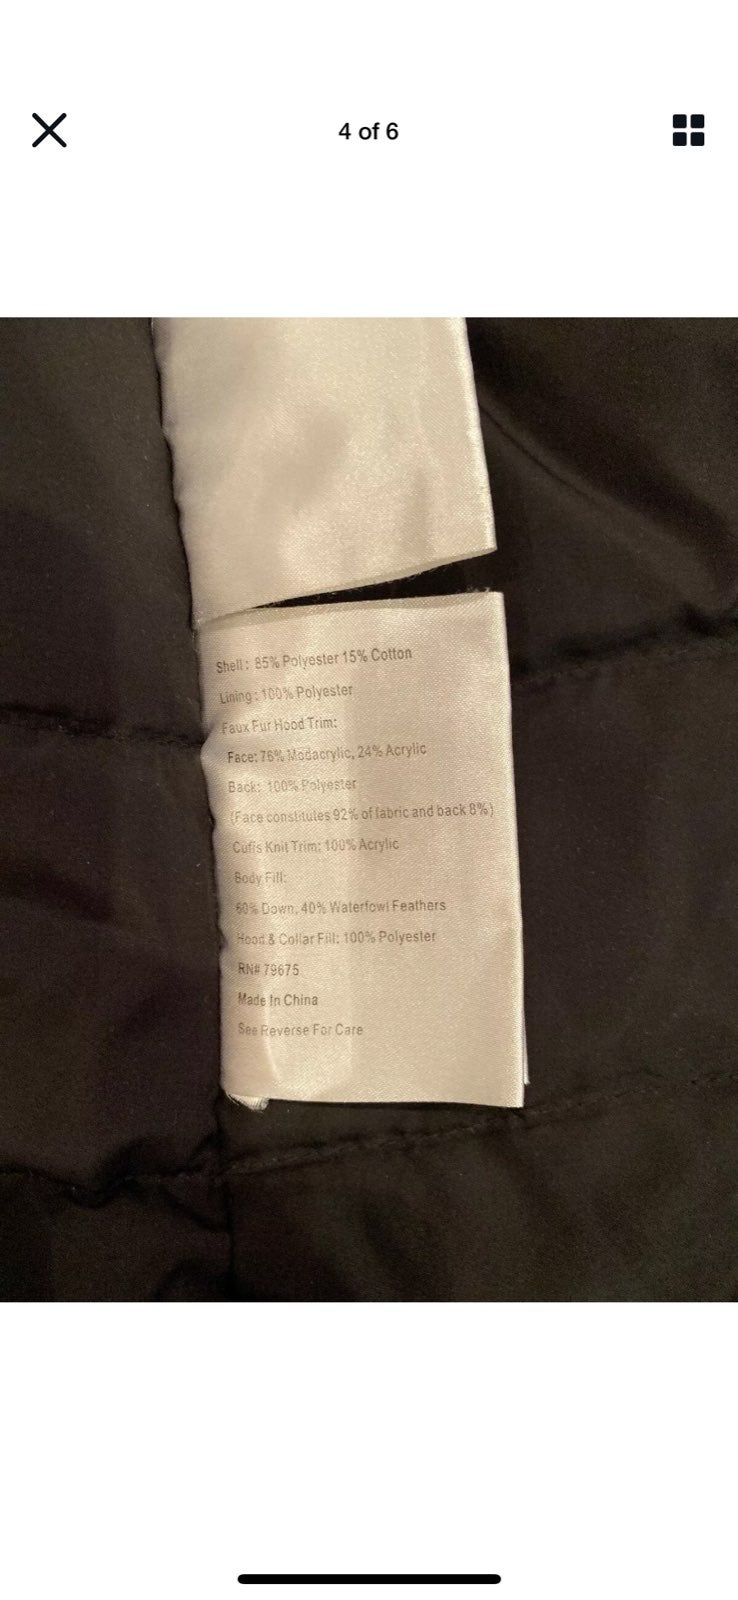 4 of 6
Shell: 85% Polyester 15% Cotton
Lining: 100% Polyester
Faux Fur Hood Trim:
Face: 76% Modacrylic, 24% Acrylic
Back: 100% Polyester
(Face constitutes 92% of fabric and back 8%)
Cuffs Knit Trim: 100% Acrylic
Body Fill:
60% Down, 40% Waterfowl Feathers
Hood & Collar Fill: 100% Polyester
RN# 79675
Made In China
See Reverse For Care